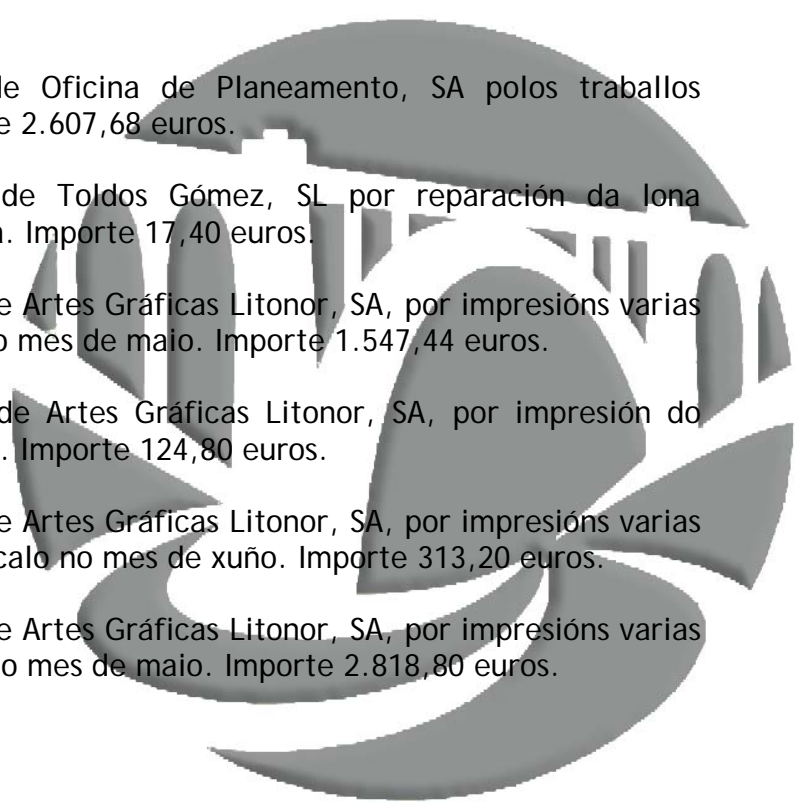 de Oficina de Planeamento, SA polos traballos
e 2.607,68 euros.
de Toldos Gómez, SL por reparación da lona
. Importe 17,40 euros.
e Artes Gráficas Litonor, SA, por impresións varias
o mes de maio. Importe 1.547,44 euros.
de Artes Gráficas Litonor, SA, por impresión do
. Importe 124,80 euros.
e Artes Gráficas Litonor, SA, por impresións varias
calo no mes de xuño. Importe 313,20 euros.
e Artes Gráficas Litonor, SA, por impresións varias
o mes de maio. Importe 2.818,80 euros.